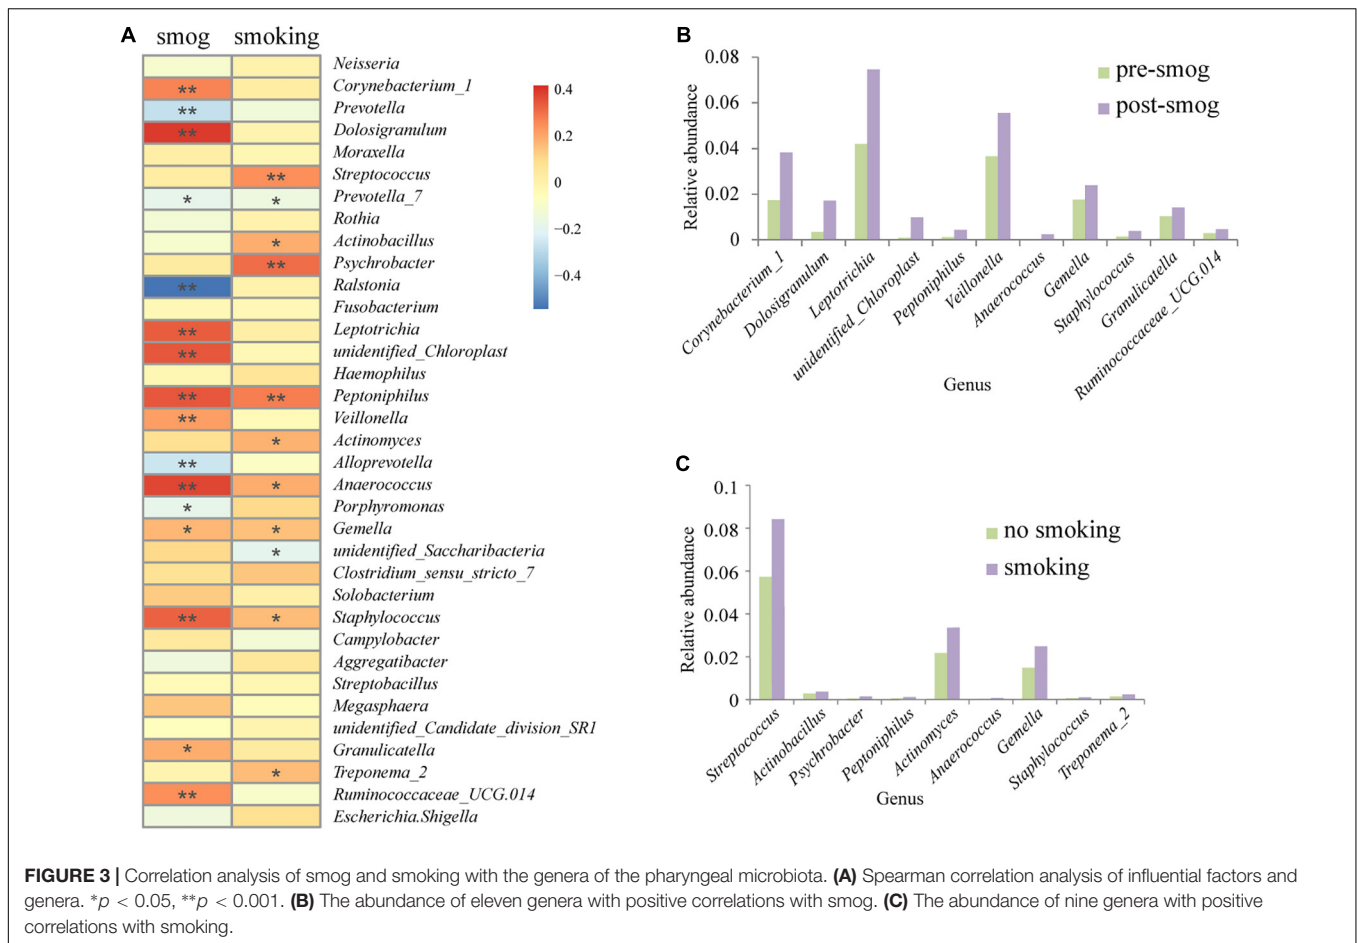 A
smog smoking
Neisseria
**
Corynebacterium_1
**
Prevotella
**
Dolosigranulum
Moraxella
**
Streptococcus
* *
Prevotella_7
Rothia
*
Actinobacillus
**
Psychrobacter
**
Ralstonia
Fusobacterium
**
Leptotrichia
**
unidentified_Chloroplast
Haemophilus
** **
Peptoniphilus
**
Veillonella
*
Actinomyces
**
Alloprevotella
** *
Anaerococcus
*
Porphyromonas
* *
Gemella
*
unidentified_Saccharibacteria
Clostridium_sensu_stricto_7
Solobacterium
** *
Staphylococcus
Campylobacter
Aggregatibacter
Streptobacillus
Megasphaera
unidentified_Candidate_division_SR1
*
Granulicatella
*
Treponema_2
**
Ruminococcaceae_UCG.014
Escherichia.Shigella
0.4
0.2
0
−0.2
−0.4
B
Relative abundance
0.08
0.06
0.04
0.02
0
pre-smog
post-smog
Corynebacterium_1
Dolosigranulum
Leptotrichia
unidentified_Chloroplast
Peptoniphilus
Veillonella
Anaerococcus
Gemella
Staphylococcus
Granulicatella
Ruminococcaceae_UCG.014
Genus
C
Relative abundance
0.1
0.08
0.06
0.04
0.02
0
no smoking
smoking
Streptococcus
Actinobacillus
Psychrobacter
Peptoniphilus
Actinomyces
Anaerococcus
Gemella
Staphylococcus
Treponema_2
Genus
FIGURE 3 | Correlation analysis of smog and smoking with the genera of the pharyngeal microbiota. (A) Spearman correlation analysis of influential factors and
genera. *p < 0.05, **p < 0.001. (B) The abundance of eleven genera with positive correlations with smog. (C) The abundance of nine genera with positive
correlations with smoking.